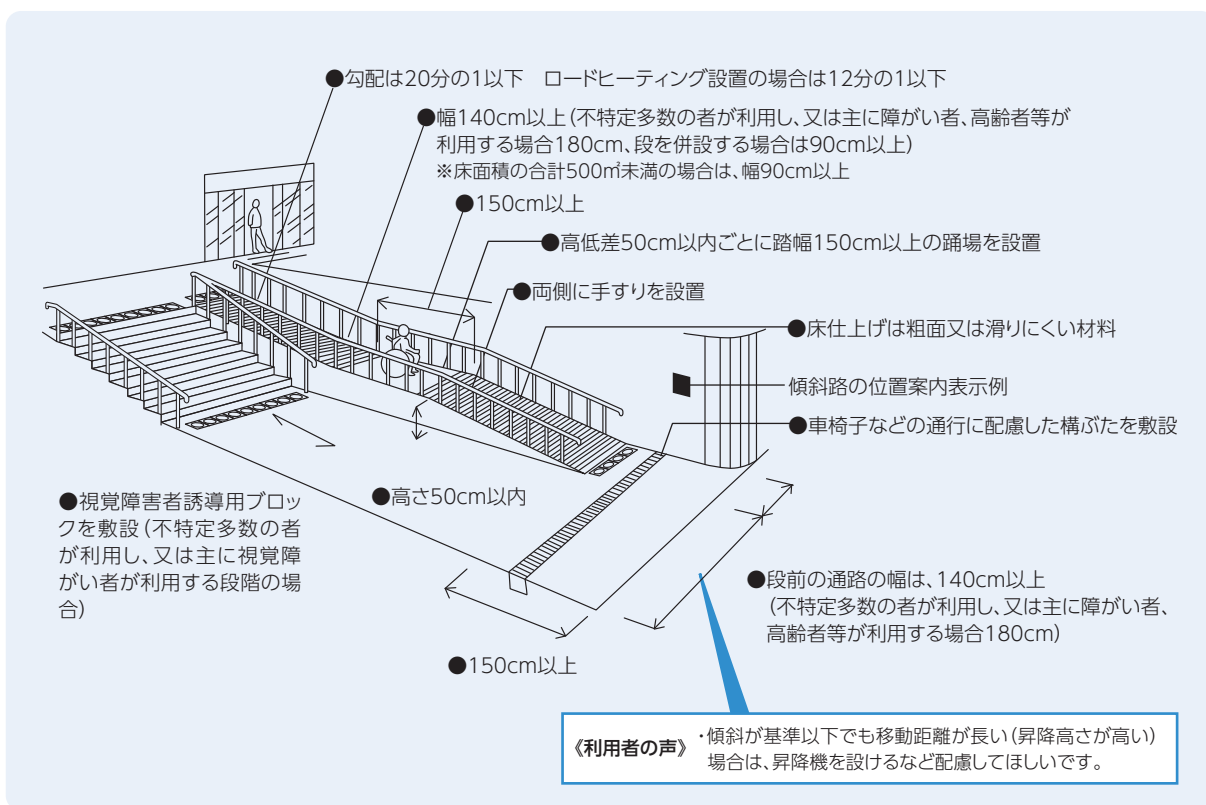 ●勾配は20分の1以下　ロードヒーティング設置の場合は12分の1以下
●幅140cm以上（不特定多数の者が利用し、又は主に障がい者、高齢者等が
利用する場合180cm、段を併設する場合は90cm以上）
※床面積の合計500㎡未満の場合は、幅90cm以上
●150cm以上
●高低差50cm以内ごとに踏幅150cm以上の踊場を設置
●両側に手すりを設置
●床仕上げは粗面又は滑りにくい材料
傾斜路の位置案内表示例
●車椅子などの通行に配慮した構ぶたを敷設
●高さ50cm以内
●視覚障害者誘導用ブロッ
クを敷設（不特定多数の者
が利用し、又は主に視覚障
がい者が利用する段階の場
合）
●段前の通路の幅は、140cm以上
（不特定多数の者が利用し、又は主に障がい者、
高齢者等が利用する場合180cm）
●150cm以上
《利用者の声》・傾斜が基準以下でも移動距離が長い（昇降高さが高い）
場合は、昇降機を設けるなど配慮してほしいです。